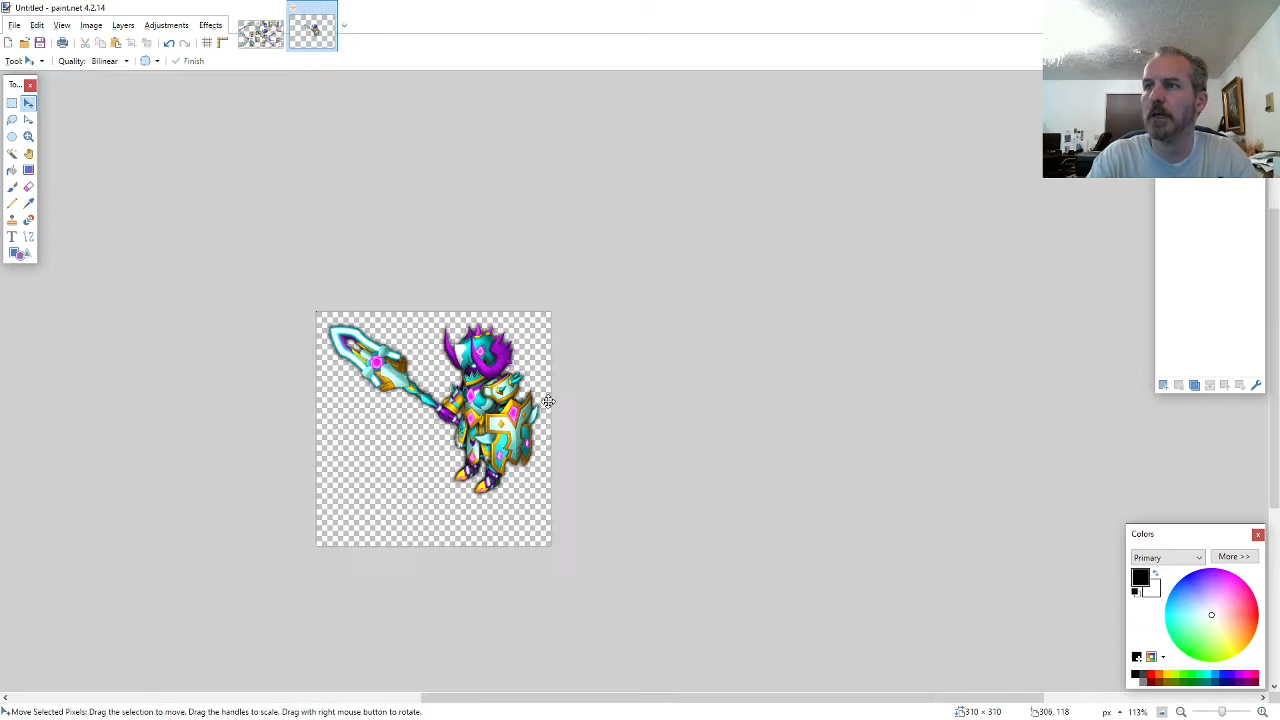 Untitled - paint.net 4.2.14
File Edit View Image Layers Adjustments Effects
Tool Quality: Bilinear Finish
To...
Colors
Primary More >>
Move Selected Pixels: Drag the selection to move. Drag the handles to scale. Drag with right mouse button to rotate. 310 × 310 306, 118 px 113%